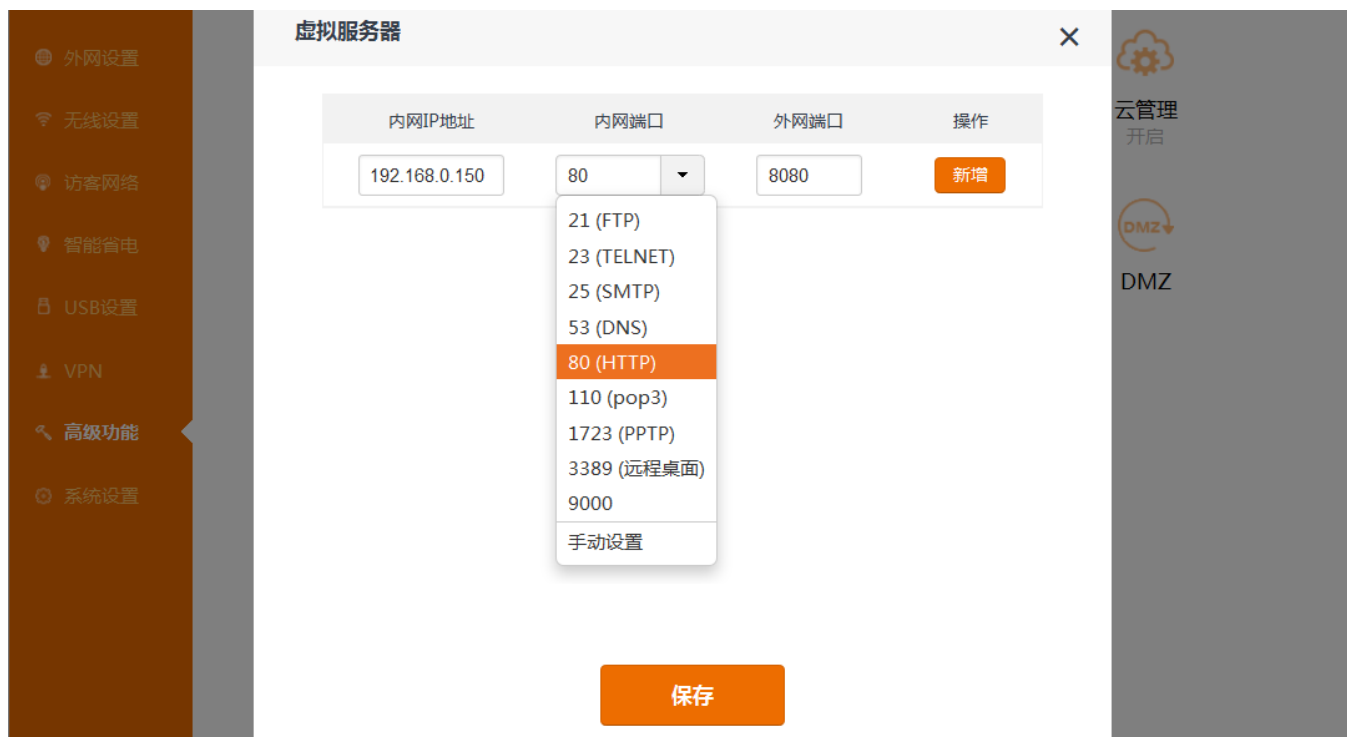 虚拟服务器
外网设置
无线设置
访客网络
智能省电
USB设置
VPN
高级功能
系统设置
内网IP地址 内网端口 外网端口 操作
192.168.0.150 80 8080 新增
21 (FTP)
23 (TELNET)
25 (SMTP)
53 (DNS)
80 (HTTP)
110 (pop3)
1723 (PPTP)
3389 (远程桌面)
9000
手动设置
保存
云管理
开启
DMZ
DMZ